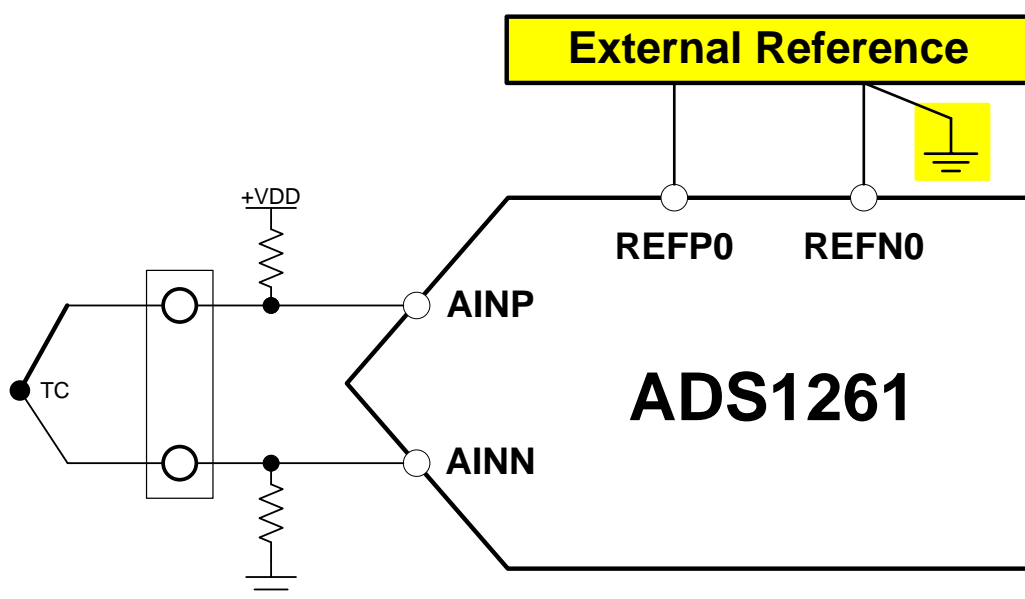 External Reference
+VDD
REFP0 REFN0
AINP
TC
ADS1261
AINN